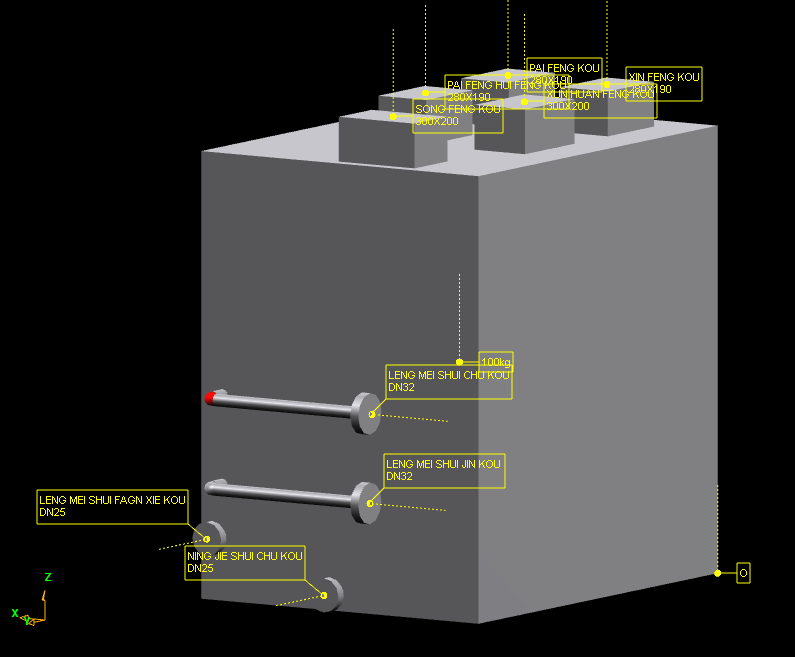 PAI FENG KOU
280X190
XIN FENG KOU
280X190
PAI FENG HUI FENG KOU
280X190
XUN HUAN FENG KOU
300X200
SONG FENG KOU
300X200
100kg
LENG MEI SHUI CHU KOU
DN32
LENG MEI SHUI JIN KOU
DN32
LENG MEI SHUI FAGN XIE KOU
DN25
NING JIE SHUI CHU KOU
DN25
O
Z
X
Y